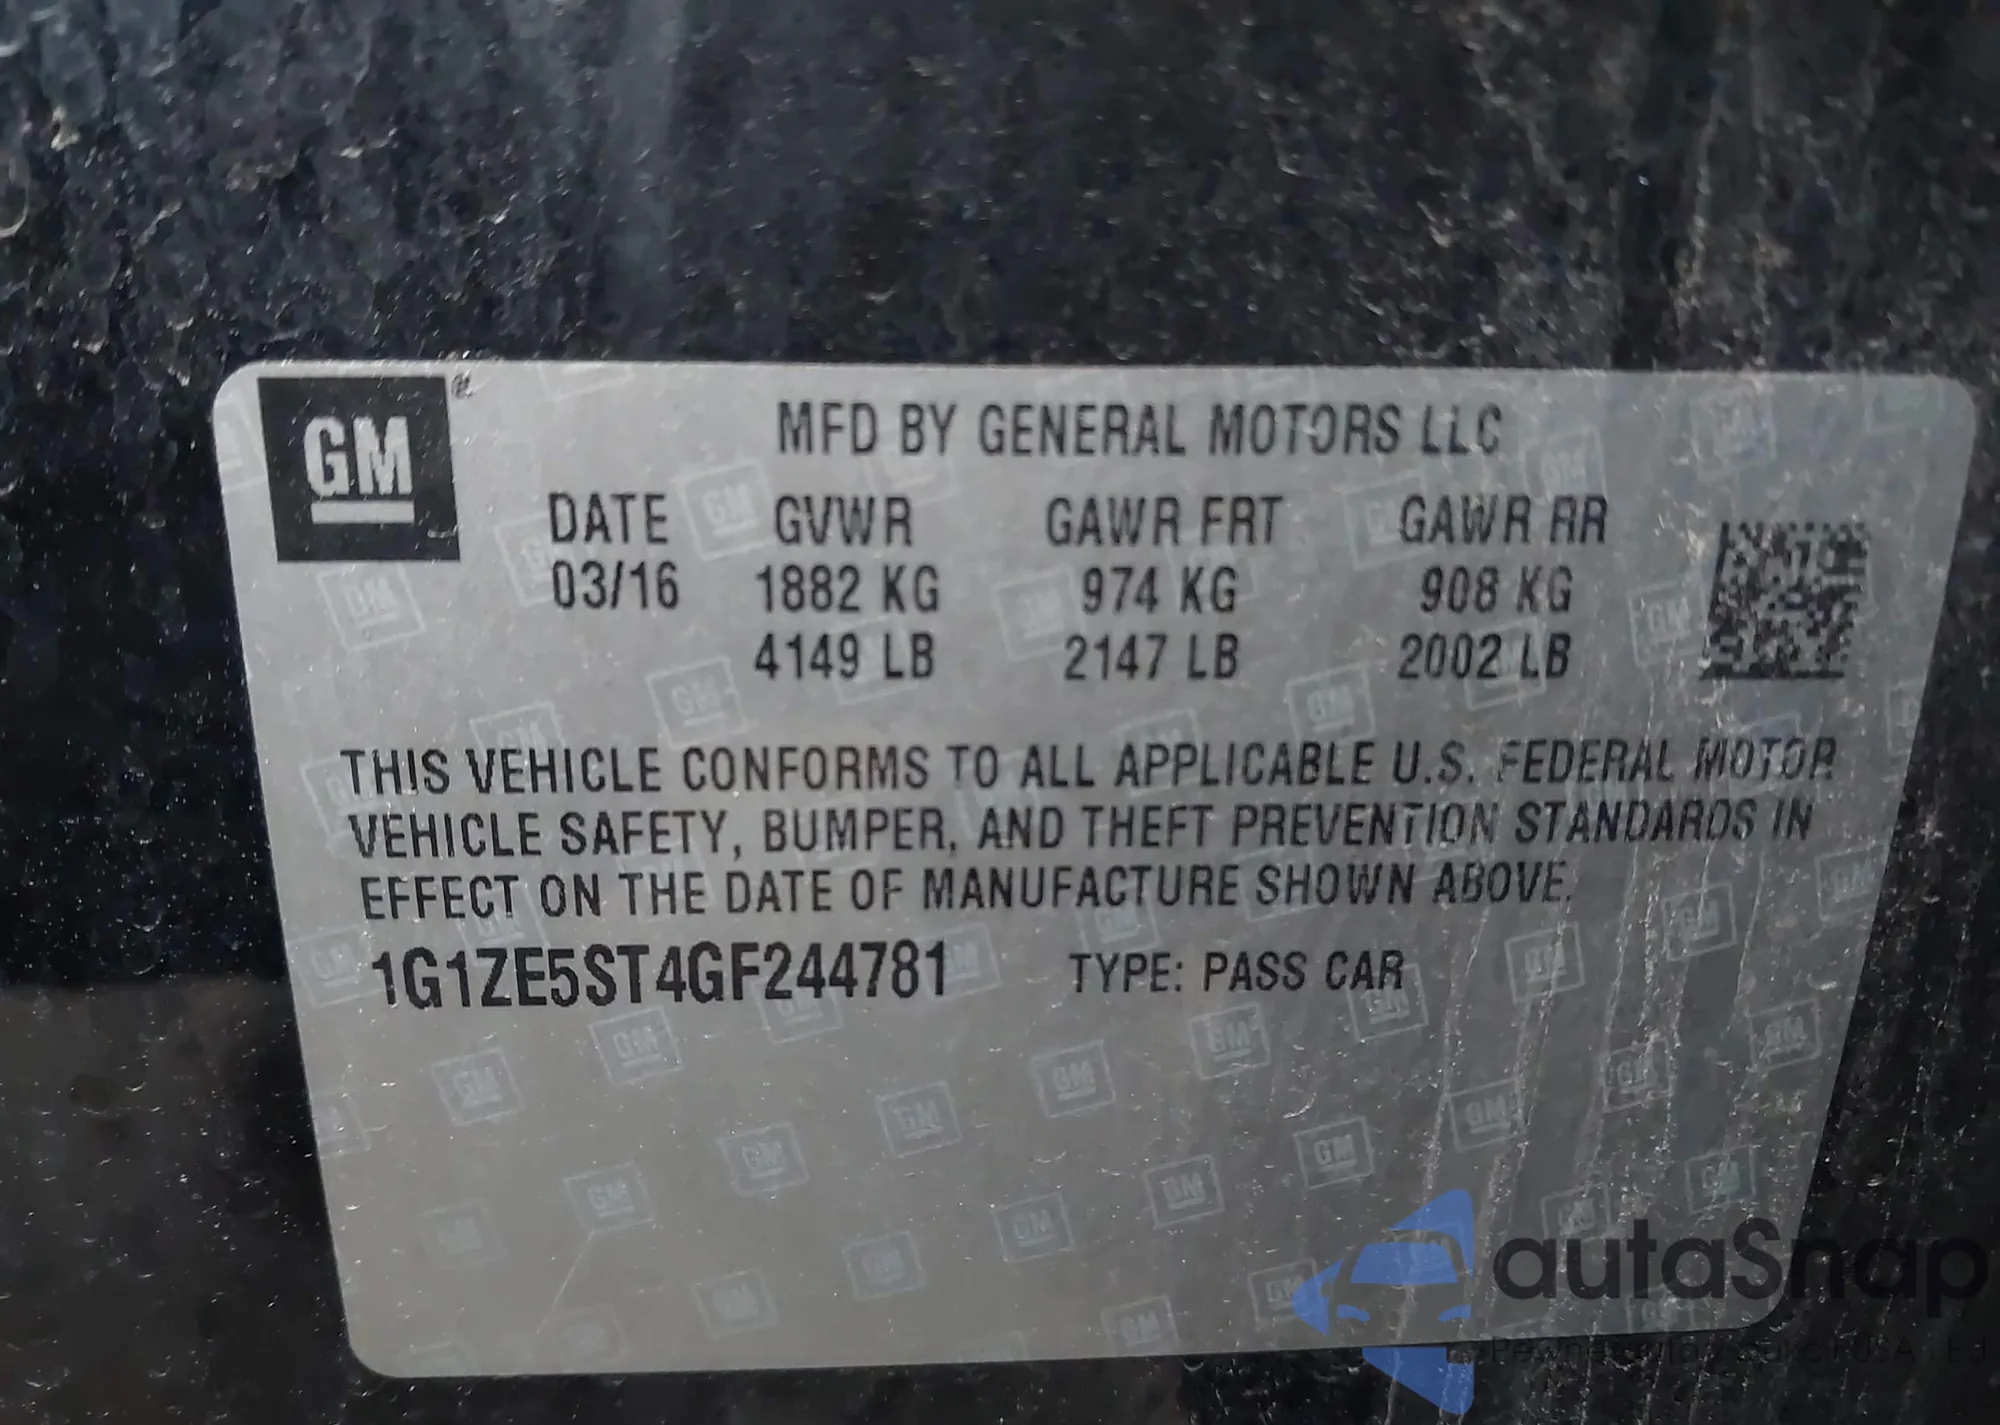 GM®
MFD BY GENERAL MOTORS LLC
DATE GVWR GAWR FRT GAWR RR
03/16 1882 KG 974 KG 908 KG
4149 LB 2147 LB 2002 LB
THIS VEHICLE CONFORMS TO ALL APPLICABLE U.S. FEDERAL MOTOR
VEHICLE SAFETY, BUMPER, AND THEFT PREVENTION STANDARDS IN
EFFECT ON THE DATE OF MANUFACTURE SHOWN ABOVE.
1G1ZE5ST4GF244781 TYPE: PASS CAR
autaSnap